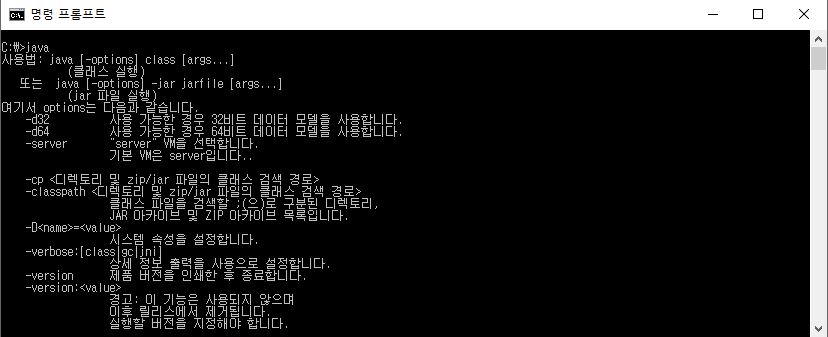 명령 프롬프트
C:\>java
사용법: java [-options] class [args...]
(클래스 실행)
또는 java [-options] -jar jarfile [args...]
(jar 파일 실행)
여기서 options는 다음과 같습니다.
-d32 사용 가능한 경우 32비트 데이터 모델을 사용합니다.
-d64 사용 가능한 경우 64비트 데이터 모델을 사용합니다.
-server "server" VM을 선택합니다.
기본 VM은 server입니다..
-cp <디렉토리 및 zip/jar 파일의 클래스 검색 경로>
-classpath <디렉토리 및 zip/jar 파일의 클래스 검색 경로>
클래스 파일을 검색할 ;(으)로 구분된 디렉토리,
JAR 아카이브 및 ZIP 아카이브 목록입니다.
-D<name>=<value>
시스템 속성을 설정합니다.
-verbose:[class|gc|jni]
상세 정보 출력을 사용으로 설정합니다.
-version 제품 버전을 인쇄한 후 종료합니다.
-version:<value>
경고: 이 기능은 사용되지 않으며
이후 릴리스에서 제거됩니다.
실행할 버전을 지정해야 합니다.